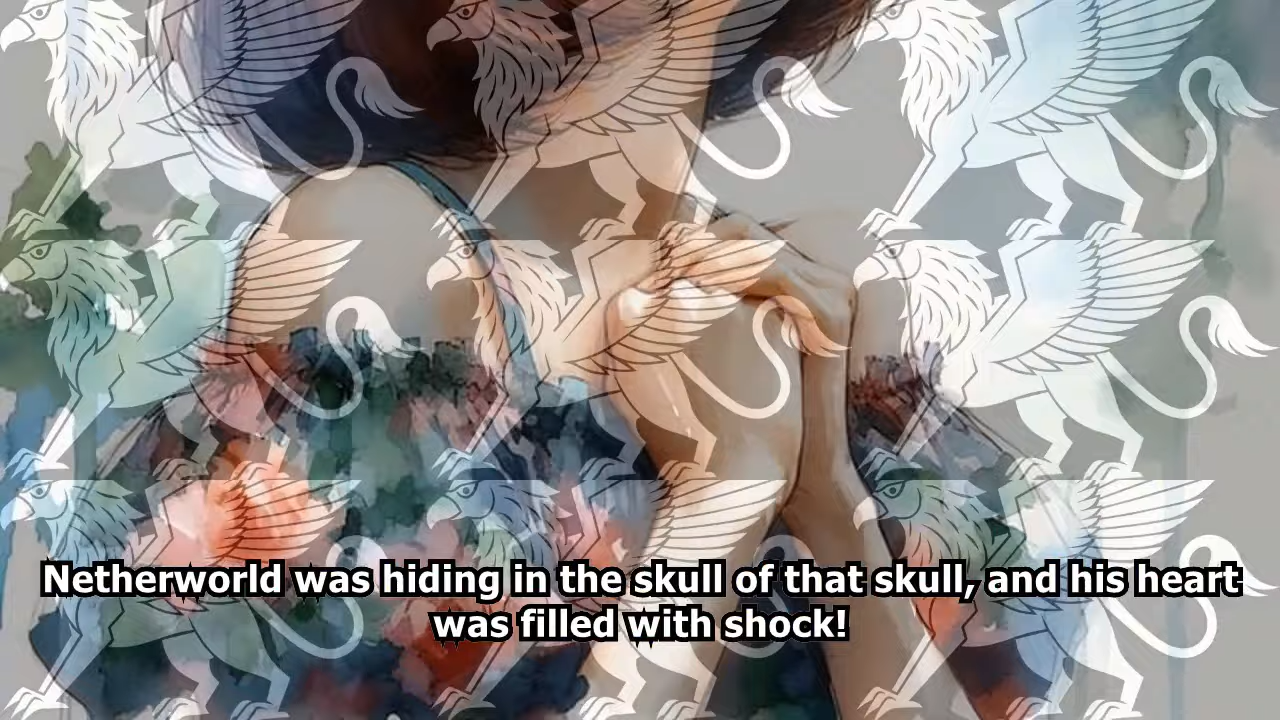 Netherworld was hiding in the skull of that skull, and his heart
was filled with shock!